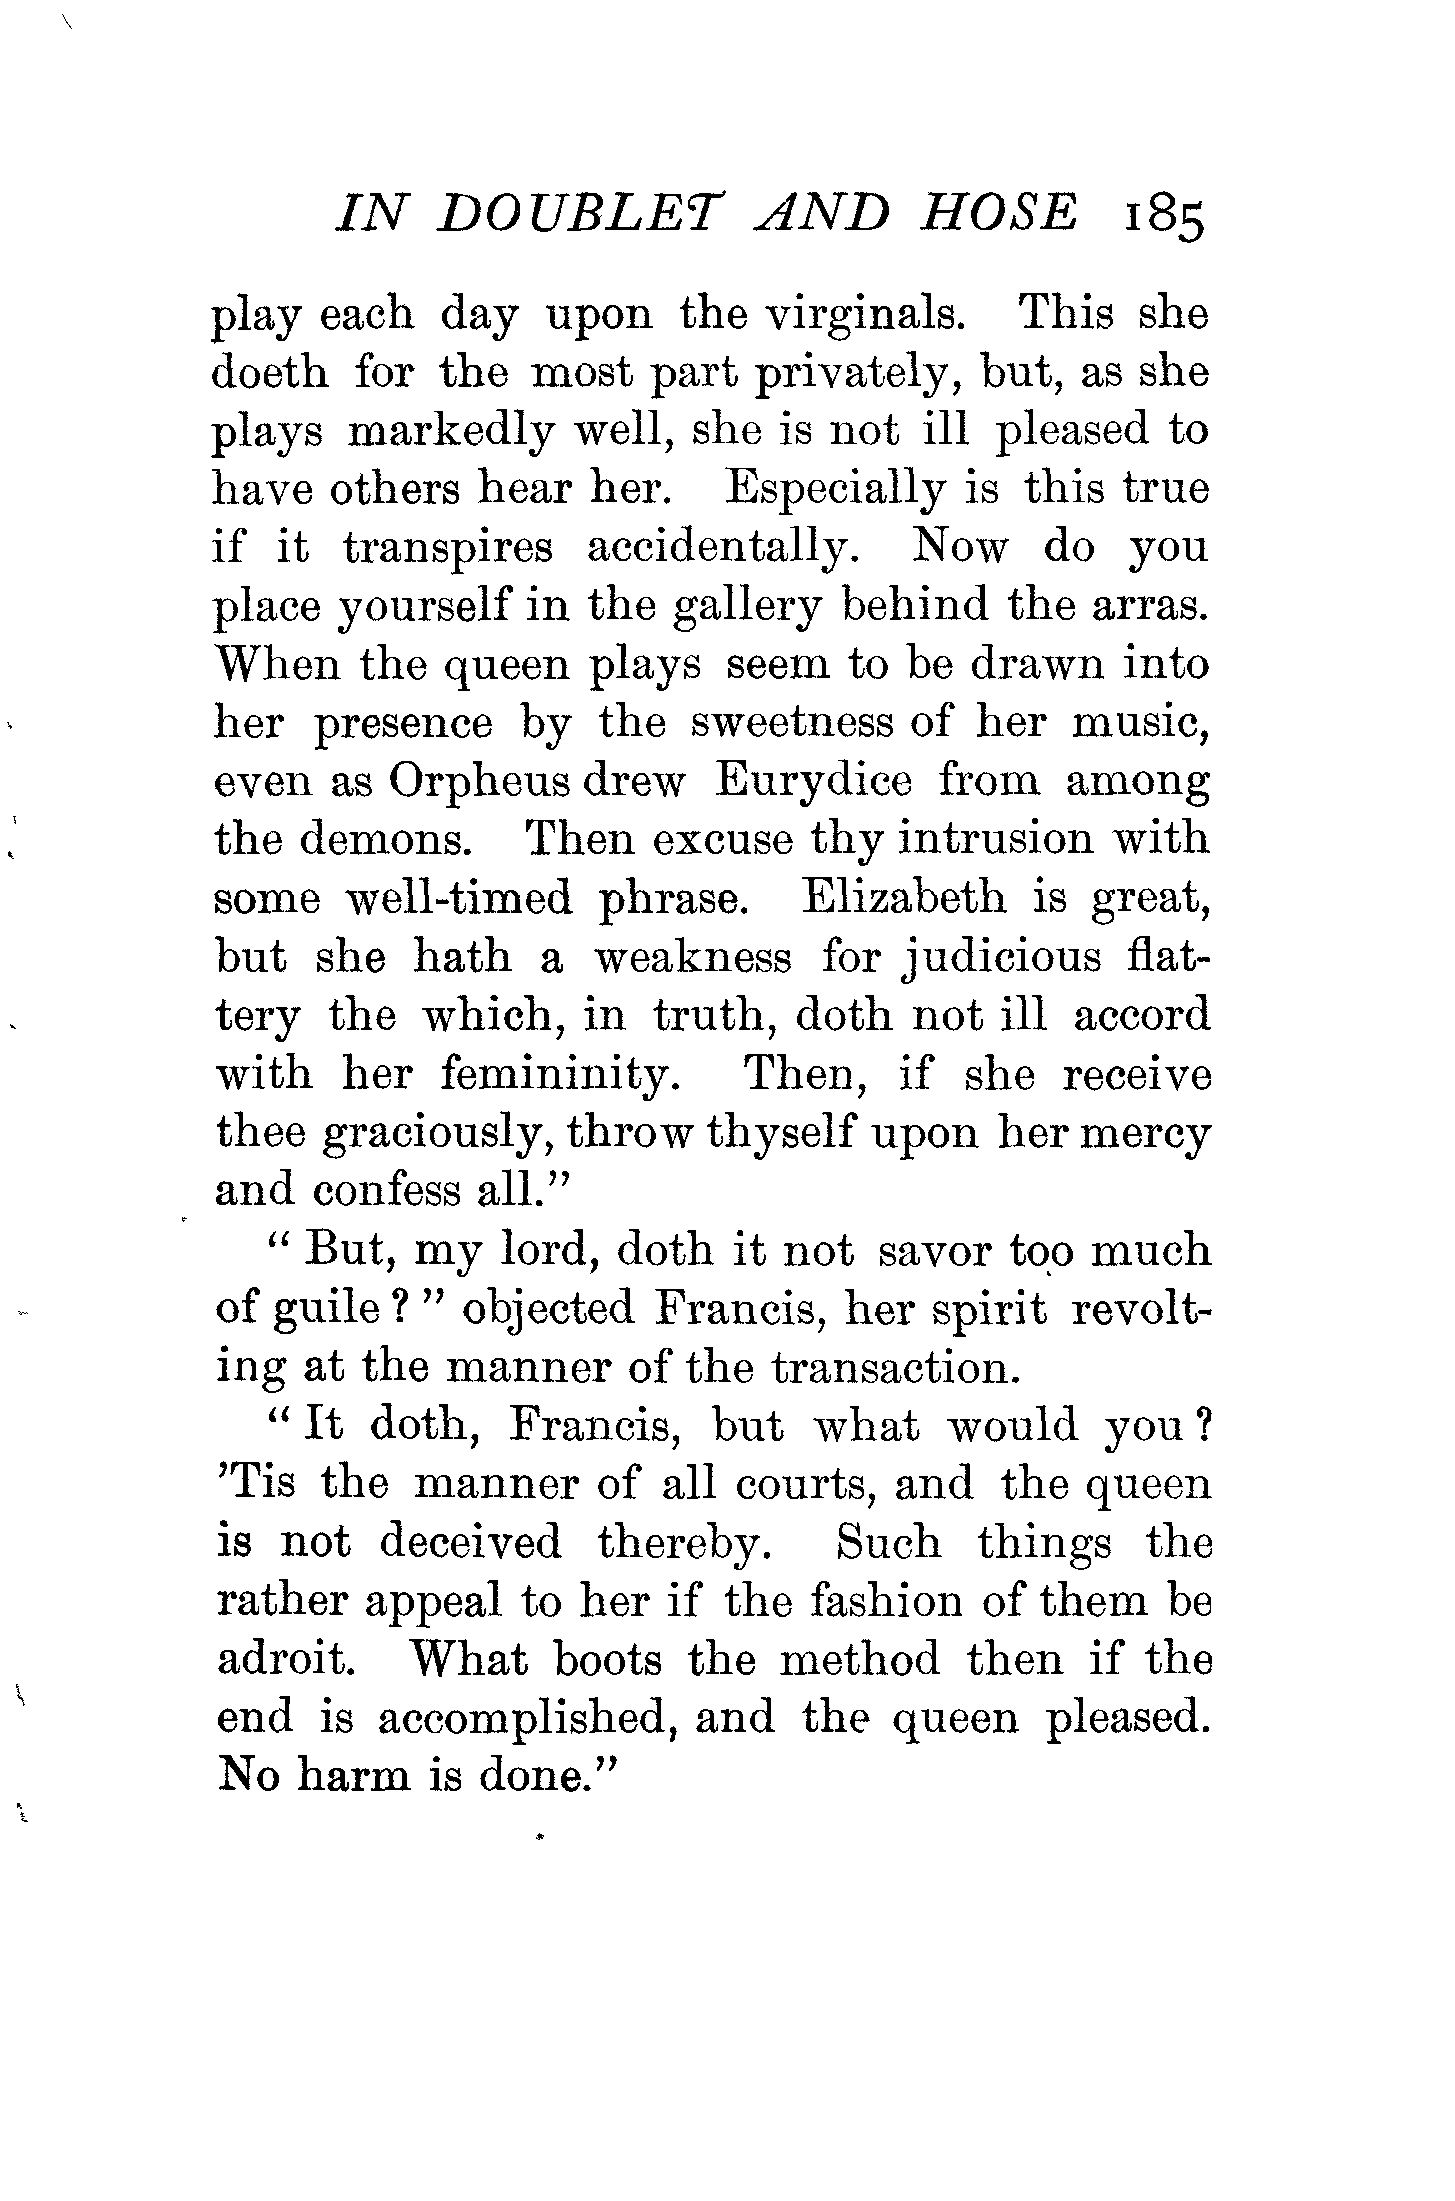 IN DOUBLET AND HOSE 185
play each day upon the virginals. This she
doeth for the most part privately, but, as she
plays markedly well, she is not ill pleased to
have others hear her. Especially is this true
if it transpires accidentally. Now do you
place yourself in the gallery behind the arras.
When the queen plays seem to be drawn into
her presence by the sweetness of her music,
even as Orpheus drew Eurydice from among
the demons. Then excuse thy intrusion with
some well-timed phrase. Elizabeth is great,
but she hath a weakness for judicious flat-
tery the which, in truth, doth not ill accord
with her femininity. Then, if she receive
thee graciously, throw thyself upon her mercy
and confess all.”
“ But, my lord, doth it not savor too much
of guile ? ” objected Francis, her spirit revolt-
ing at the manner of the transaction.
“ It doth, Francis, but what would you ?
’Tis the manner of all courts, and the queen
is not deceived thereby. Such things the
rather appeal to her if the fashion of them be
adroit. What boots the method then if the
end is accomplished, and the queen pleased.
No harm is done.”